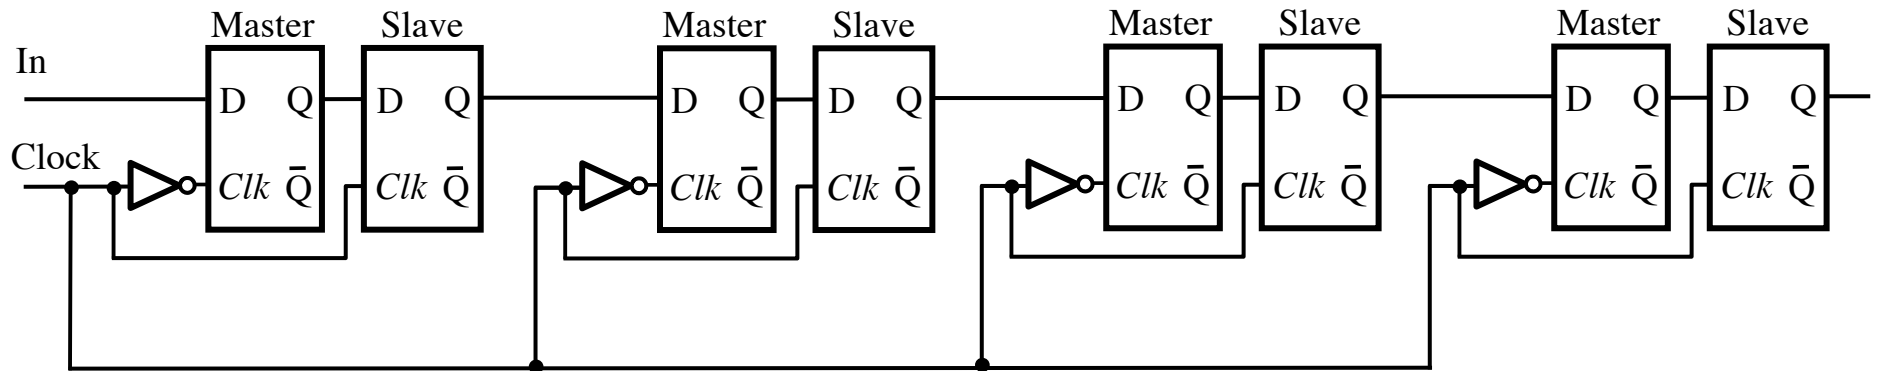 Master Slave Master Slave Master Slave Master Slave
In
D Q D Q D Q D Q D Q D Q D Q D Q
Clock
Clk Q̄ Clk Q̄ Clk Q̄ Clk Q̄ Clk Q̄ Clk Q̄ Clk Q̄ Clk Q̄